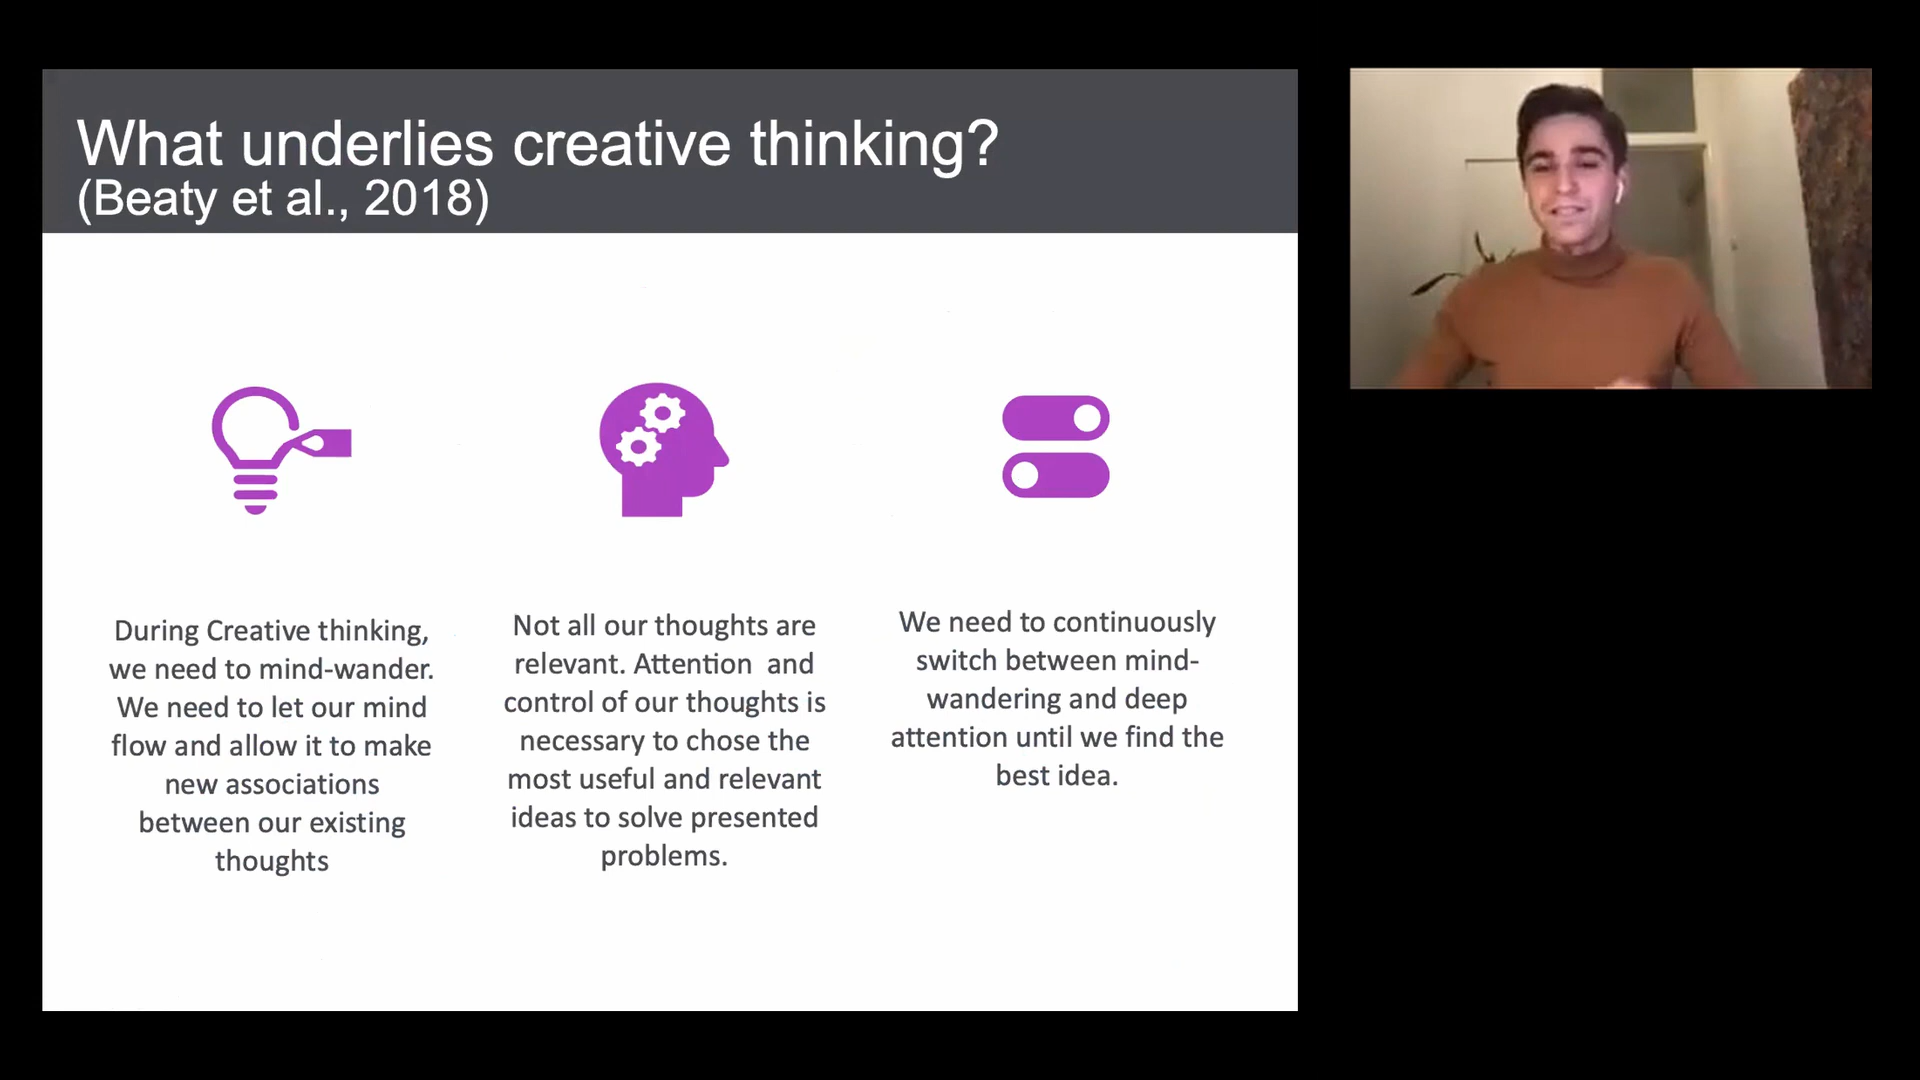 What underlies creative thinking?
(Beaty et al., 2018)
During Creative thinking,
we need to mind-wander.
We need to let our mind
flow and allow it to make
new associations
between our existing
thoughts
Not all our thoughts are
relevant. Attention  and
control of our thoughts is
necessary to chose the
most useful and relevant
ideas to solve presented
problems.
We need to continuously
switch between mind-
wandering and deep
attention until we find the
best idea.